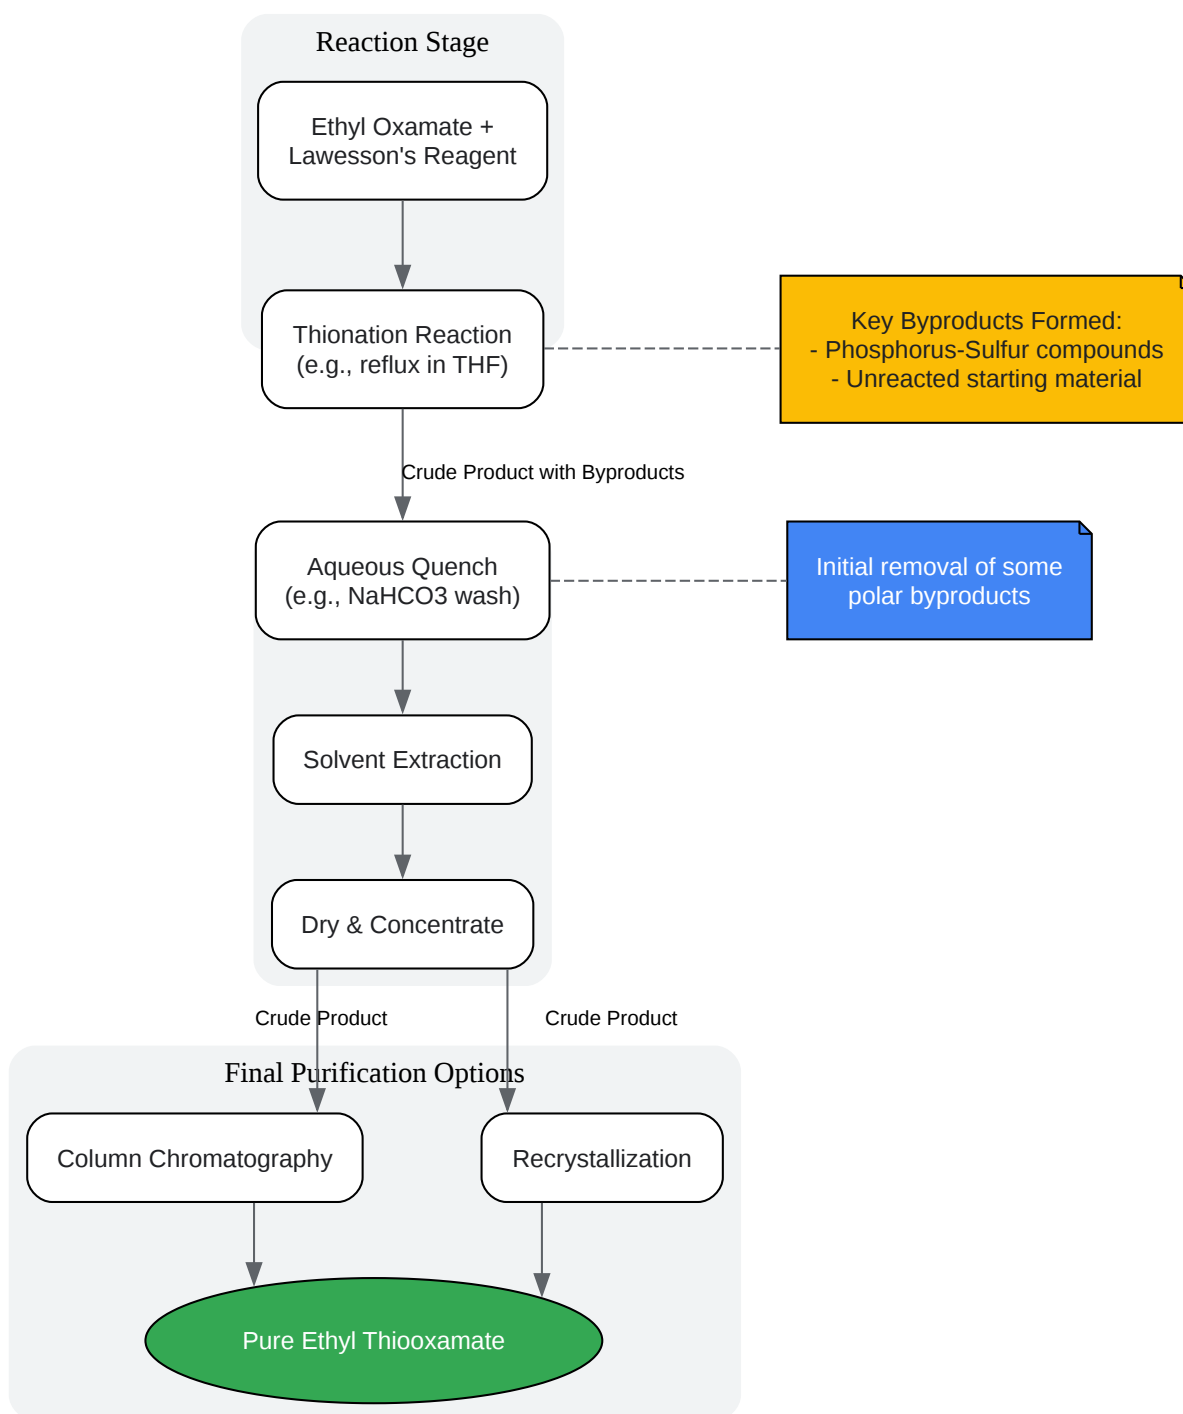 Reaction Stage
Ethyl Oxamate +
Lawesson's Reagent
Thionation Reaction
(e.g., reflux in THF)
Key Byproducts Formed:
- Phosphorus-Sulfur compounds
- Unreacted starting material
Crude Product with Byproducts
Aqueous Quench
(e.g., NaHCO3 wash)
Initial removal of some
polar byproducts
Solvent Extraction
Dry & Concentrate
Crude Product
Crude Product
Final Purification Options
Column Chromatography
Recrystallization
Pure Ethyl Thiooxamate